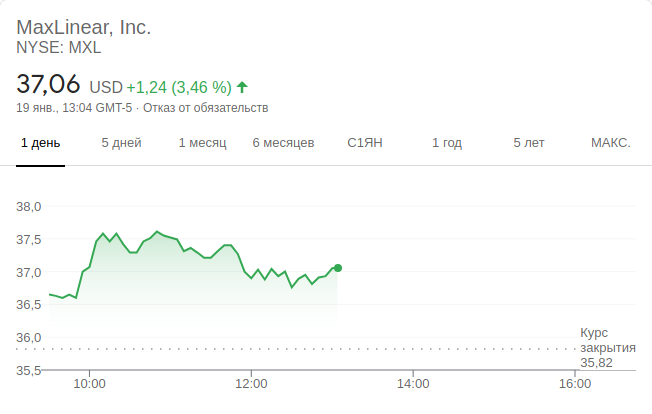 MaxLinear, Inc.
NYSE: MXL
37,06 USD +1,24 (3,46 %)
19 янв., 13:04 GMT-5 · Отказ от обязательств
1 день 5 дней 1 месяц 6 месяцев С1ЯН 1 год 5 лет МАКС.
38,0
37,5
37,0
36,5
36,0
Курс
закрытия
35,82
35,5
10:00 12:00 14:00 16:00